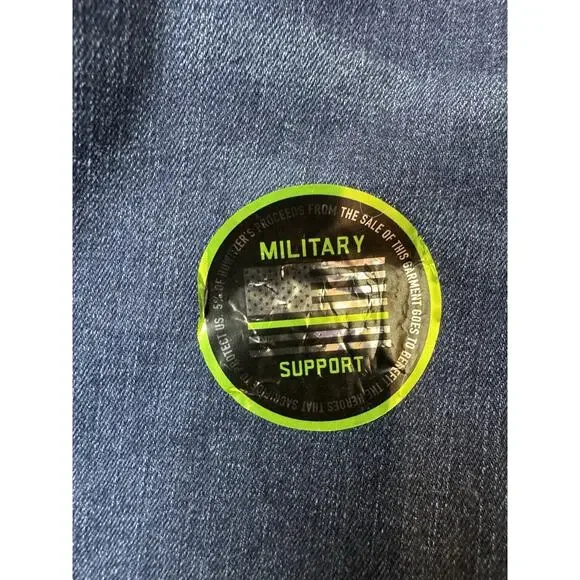 MILITARY
SUPPORT
5% OF HOWITZER'S PROCEEDS FROM THE SALE OF THIS GARMENT GOES TO BENEFIT THE HEROES THAT SACRIFICE TO PROTECT US.